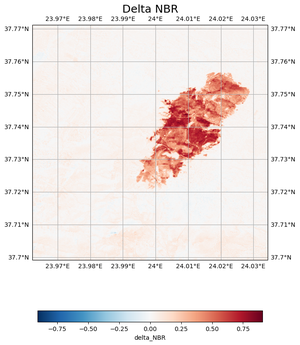 Delta NBR
23.97°E 23.98°E 23.99°E 24°E 24.01°E 24.02°E 24.03°E
37.77°N 37.77°N
37.76°N 37.76°N
37.75°N 37.75°N
37.74°N 37.74°N
37.73°N 37.73°N
37.72°N 37.72°N
37.71°N 37.71°N
37.7°N 37.7°N
23.97°E 23.98°E 23.99°E 24°E 24.01°E 24.02°E 24.03°E
−0.75 −0.50 −0.25 0.00 0.25 0.50 0.75
delta_NBR